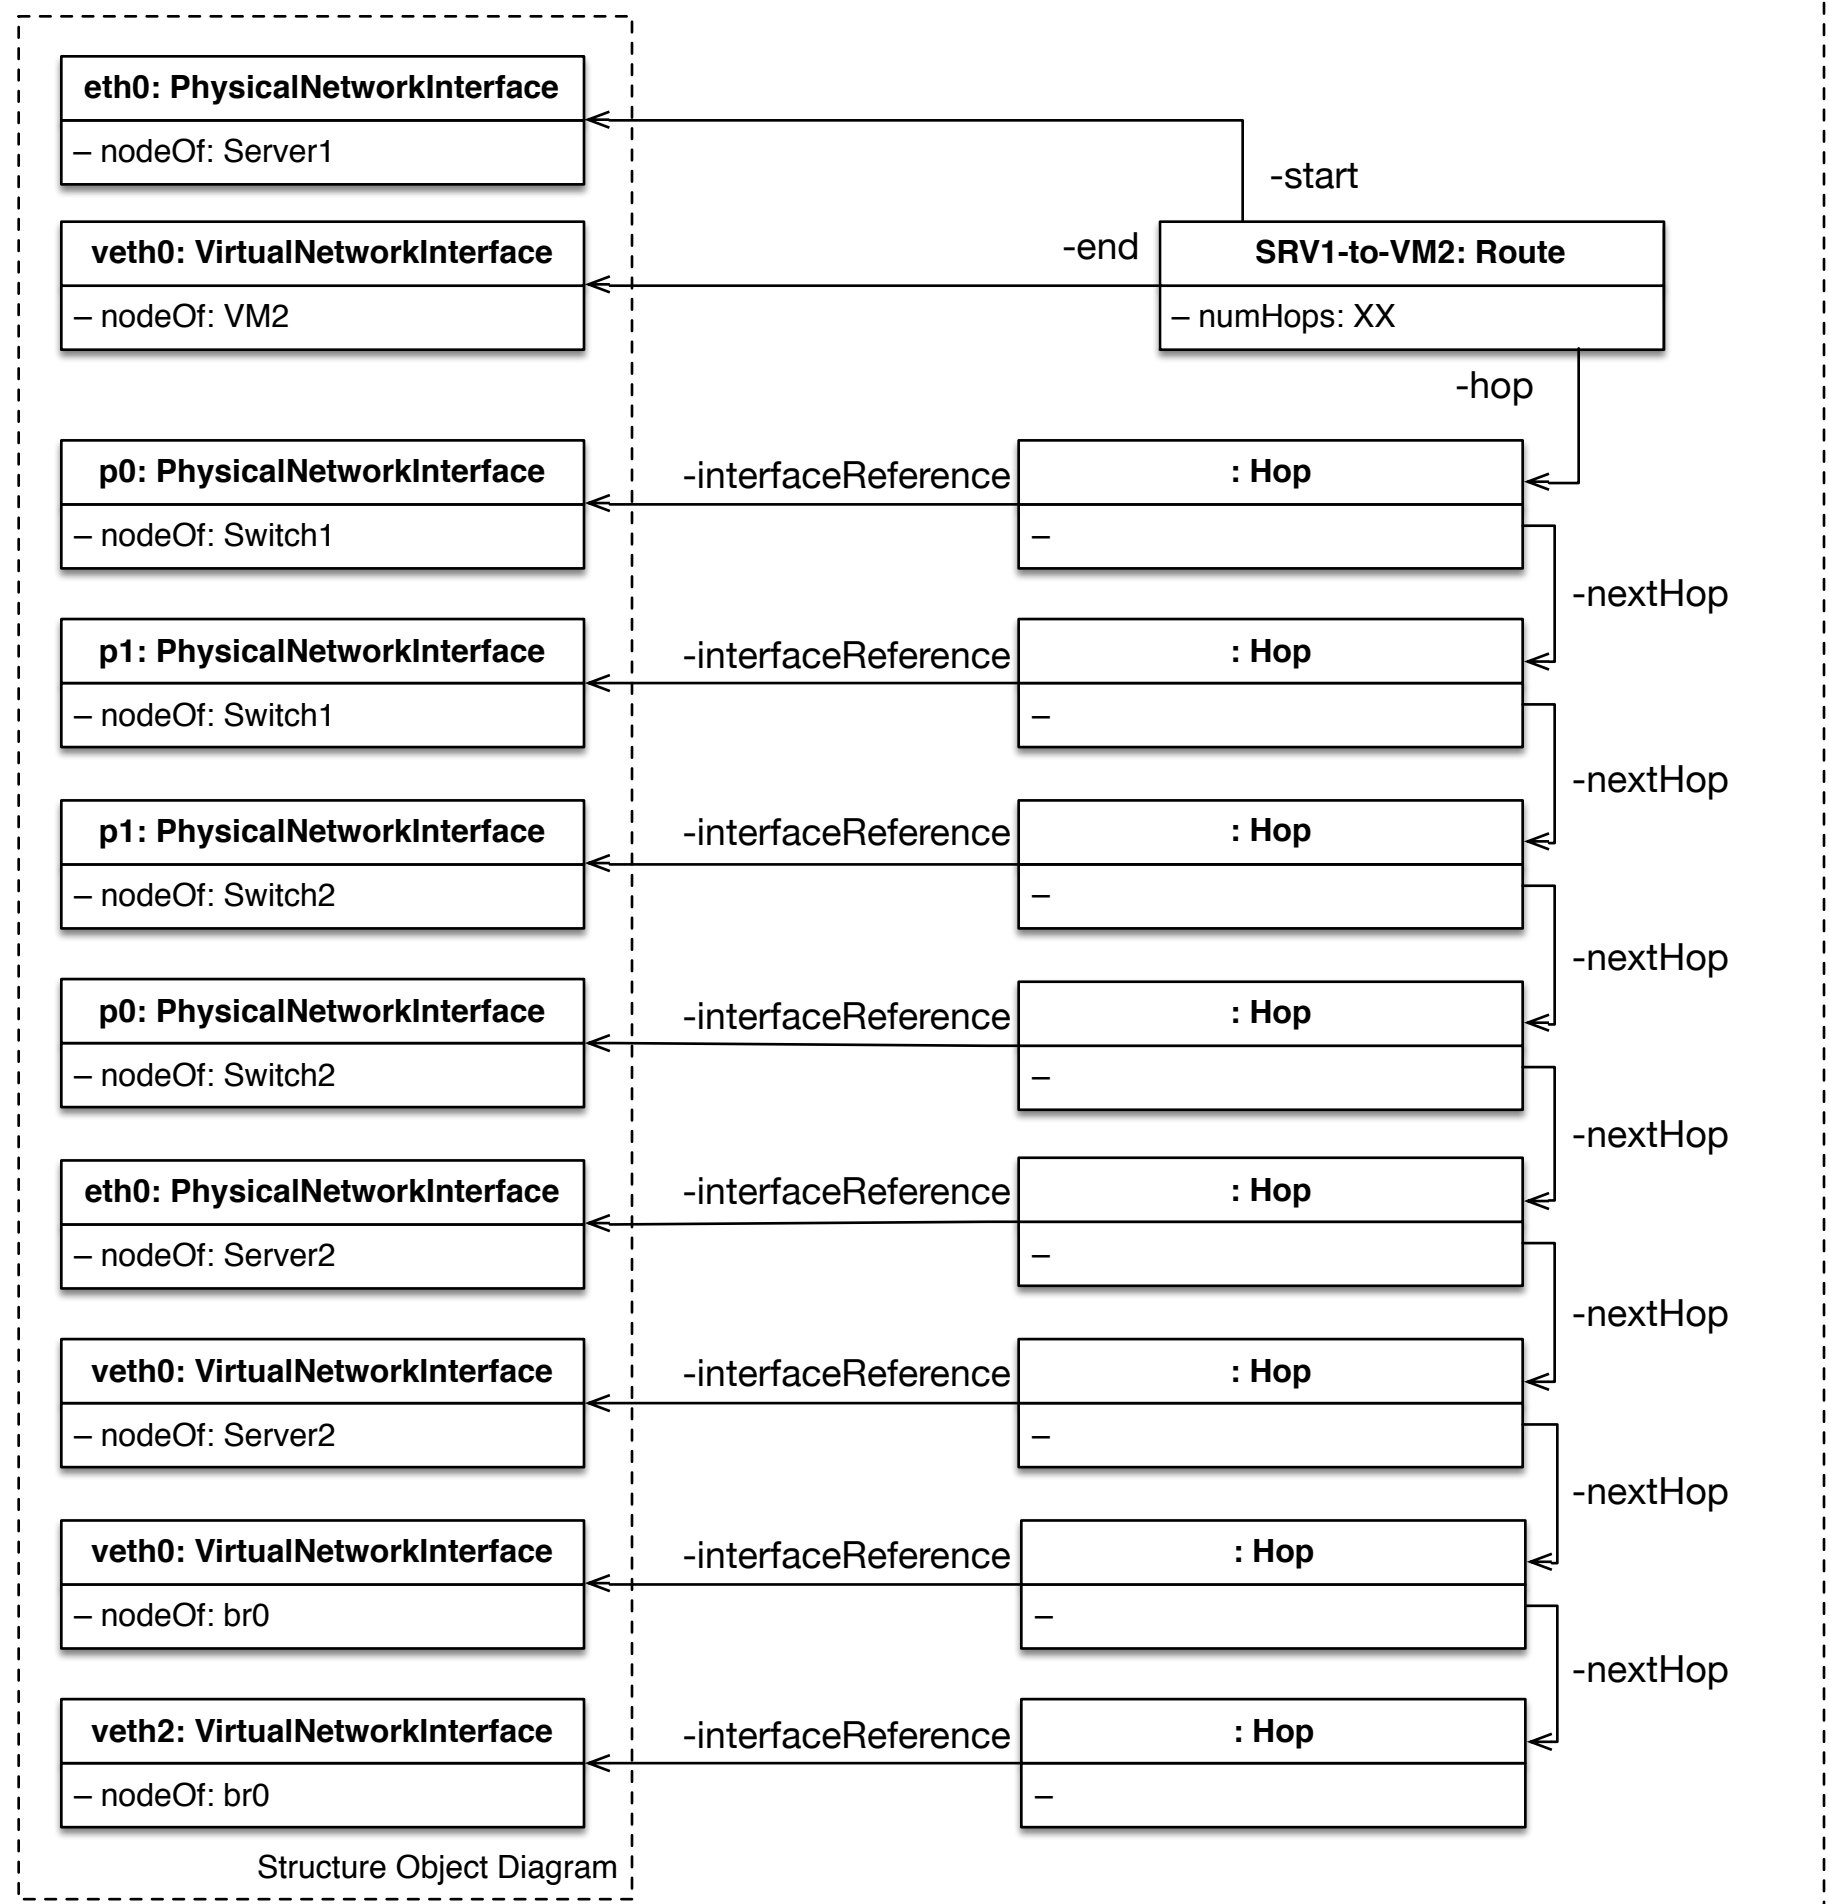 eth0: PhysicalNetworkInterface
– nodeOf: Server1
-start
veth0: VirtualNetworkInterface
– nodeOf: VM2
-end
SRV1-to-VM2: Route
– numHops: XX
-hop
p0: PhysicalNetworkInterface
– nodeOf: Switch1
-interfaceReference
: Hop
–
-nextHop
p1: PhysicalNetworkInterface
– nodeOf: Switch1
-interfaceReference
: Hop
–
-nextHop
p1: PhysicalNetworkInterface
– nodeOf: Switch2
-interfaceReference
: Hop
–
-nextHop
p0: PhysicalNetworkInterface
– nodeOf: Switch2
-interfaceReference
: Hop
–
-nextHop
eth0: PhysicalNetworkInterface
– nodeOf: Server2
-interfaceReference
: Hop
–
-nextHop
veth0: VirtualNetworkInterface
– nodeOf: Server2
-interfaceReference
: Hop
–
-nextHop
veth0: VirtualNetworkInterface
– nodeOf: br0
-interfaceReference
: Hop
–
-nextHop
veth2: VirtualNetworkInterface
– nodeOf: br0
-interfaceReference
: Hop
–
Structure Object Diagram